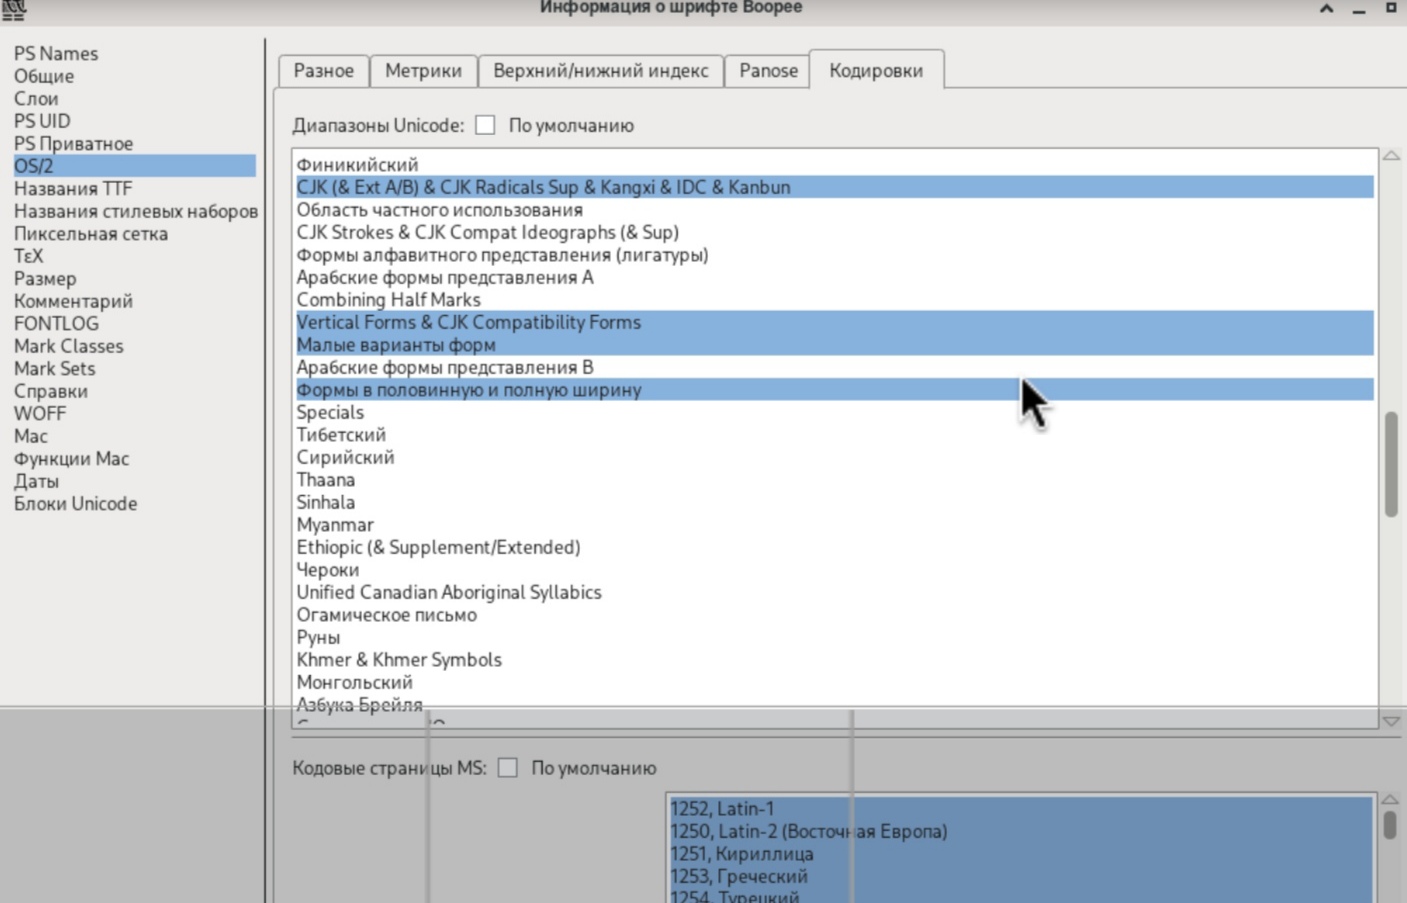 Информация о шрифте Boopee
PS Names
Общие
Слои
PS UID
PS Приватное
OS/2
Названия TTF
Названия стилевых наборов
Пиксельная сетка
ΤεΧ
Размер
Комментарий
FONTLOG
Mark Classes
Mark Sets
Справки
WOFF
Mac
Функции Mac
Даты
Блоки Unicode
Разное
Метрики
Верхний/нижний индекс
Panose
Кодировки
Диапазоны Unicode:
По умолчанию
Финикийский
CJK (& Ext A/B) & CJK Radicals Sup & Kangxi & IDC & Kanbun
Область частного использования
CJK Strokes & CJK Compat Ideographs (& Sup)
Формы алфавитного представления (лигатуры)
Арабские формы представления A
Combining Half Marks
Vertical Forms & CJK Compatibility Forms
Малые варианты форм
Арабские формы представления B
Формы в половинную и полную ширину
Specials
Тибетский
Сирийский
Thaana
Sinhala
Myanmar
Ethiopic (& Supplement/Extended)
Чероки
Unified Canadian Aboriginal Syllabics
Огамическое письмо
Руны
Khmer & Khmer Symbols
Монгольский
Азбука Брейля
Кодовые страницы MS:
По умолчанию
1252, Latin-1
1250, Latin-2 (Восточная Европа)
1251, Кириллица
1253, Греческий
1254, Турецкий